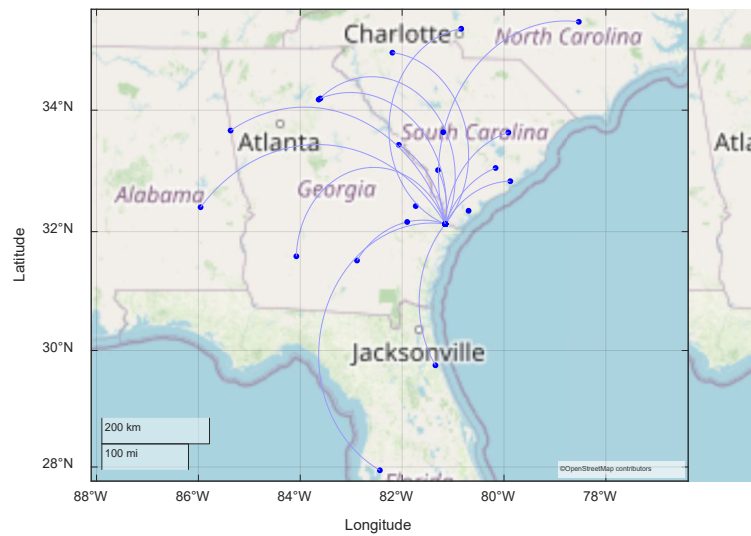 Charlotte
North Carolina
34°N
Atlanta
South Carolina
Atla
Alabama
Georgia
32°N
Latitude
30°N
Jacksonville
200 km
100 mi
28°N
©OpenStreetMap contributors
Florida
88°W
86°W
84°W
82°W
80°W
78°W
Longitude